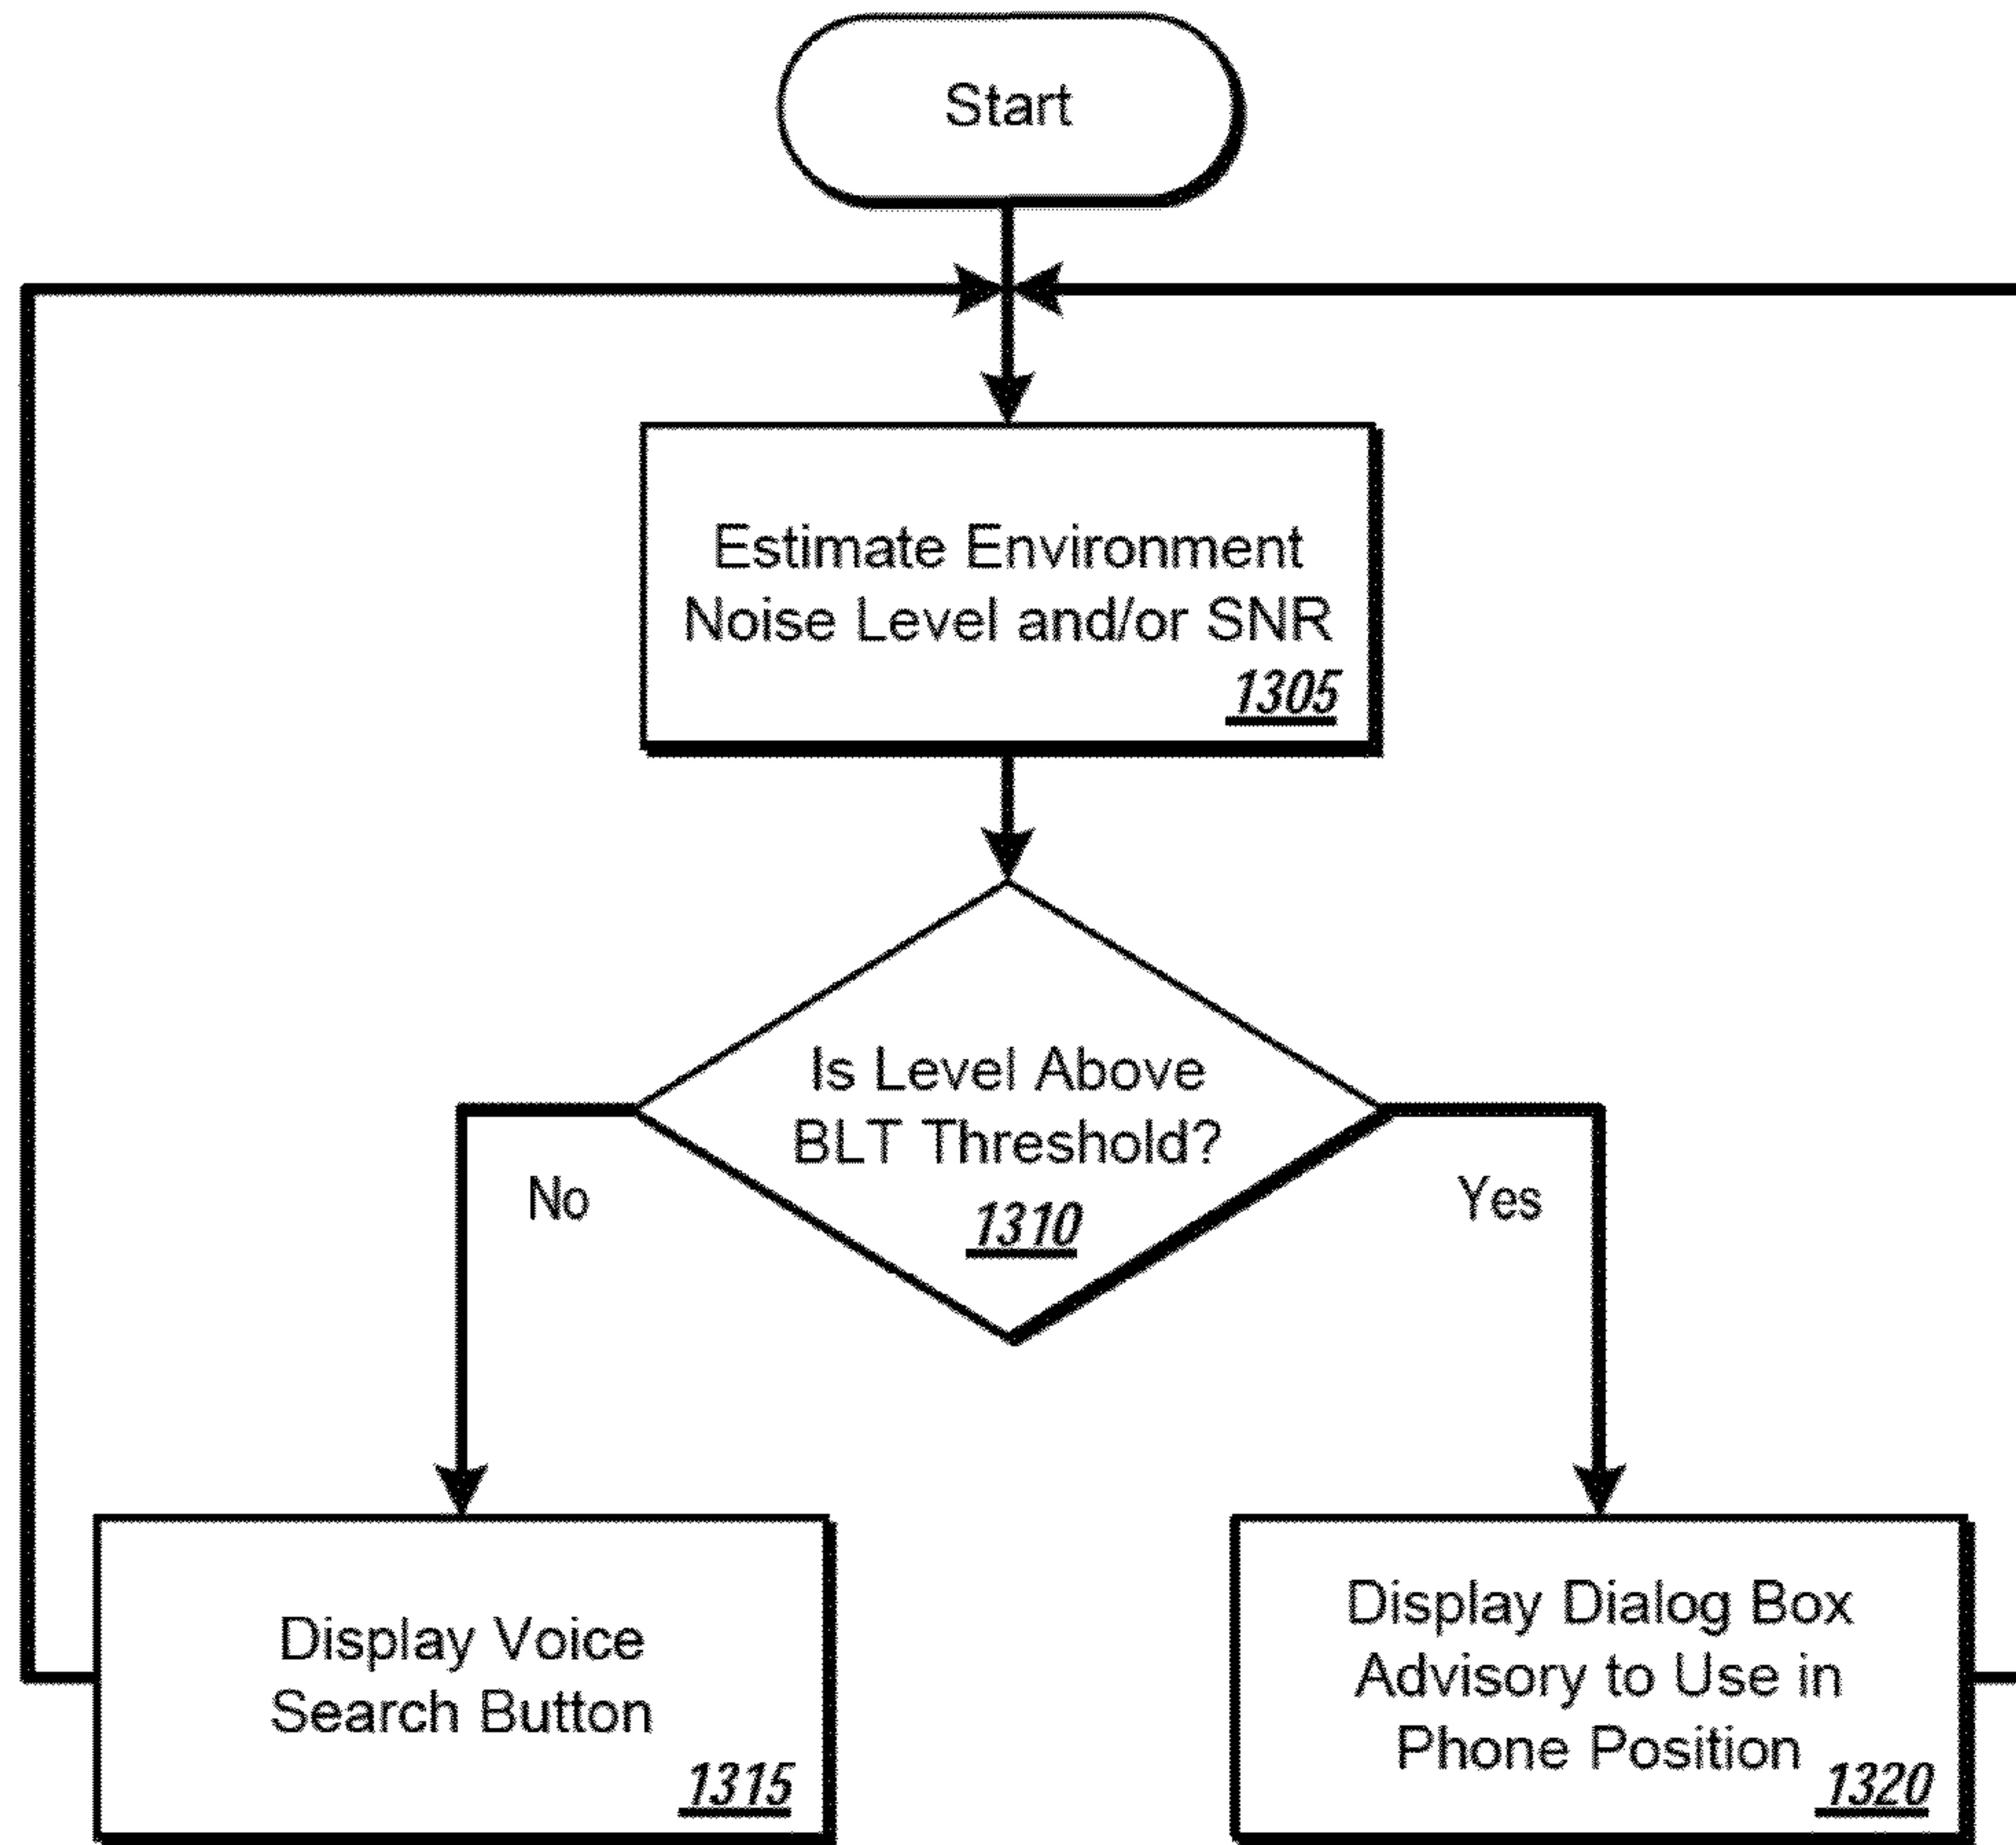 Start
Estimate Environment
Noise Level and/or SNR
1305
Is Level Above
BLT Threshold?
1310
No
Yes
Display Voice
Search Button
1315
Display Dialog Box
Advisory to Use in
Phone Position
1320